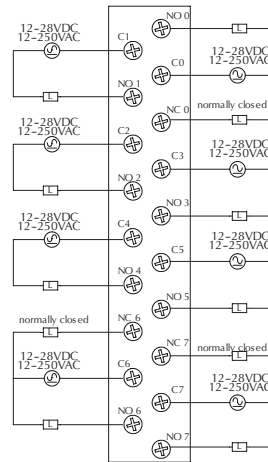 NO 0
12-28VDC
12-250VAC
C1
12-28VDC
12-250VAC
C0
L
NO 1
L
NC 0
normally closed
L
12-28VDC
12-250VAC
C2
12-28VDC
12-250VAC
C3
L
NO 2
NO 3
L
12-28VDC
12-250VAC
C4
12-28VDC
12-250VAC
C5
L
NO 4
NO 5
L
normally closed
L
NC 6
NC 7
normally closed
L
12-28VDC
12-250VAC
C6
12-28VDC
12-250VAC
C7
L
NO 6
NO 7
L